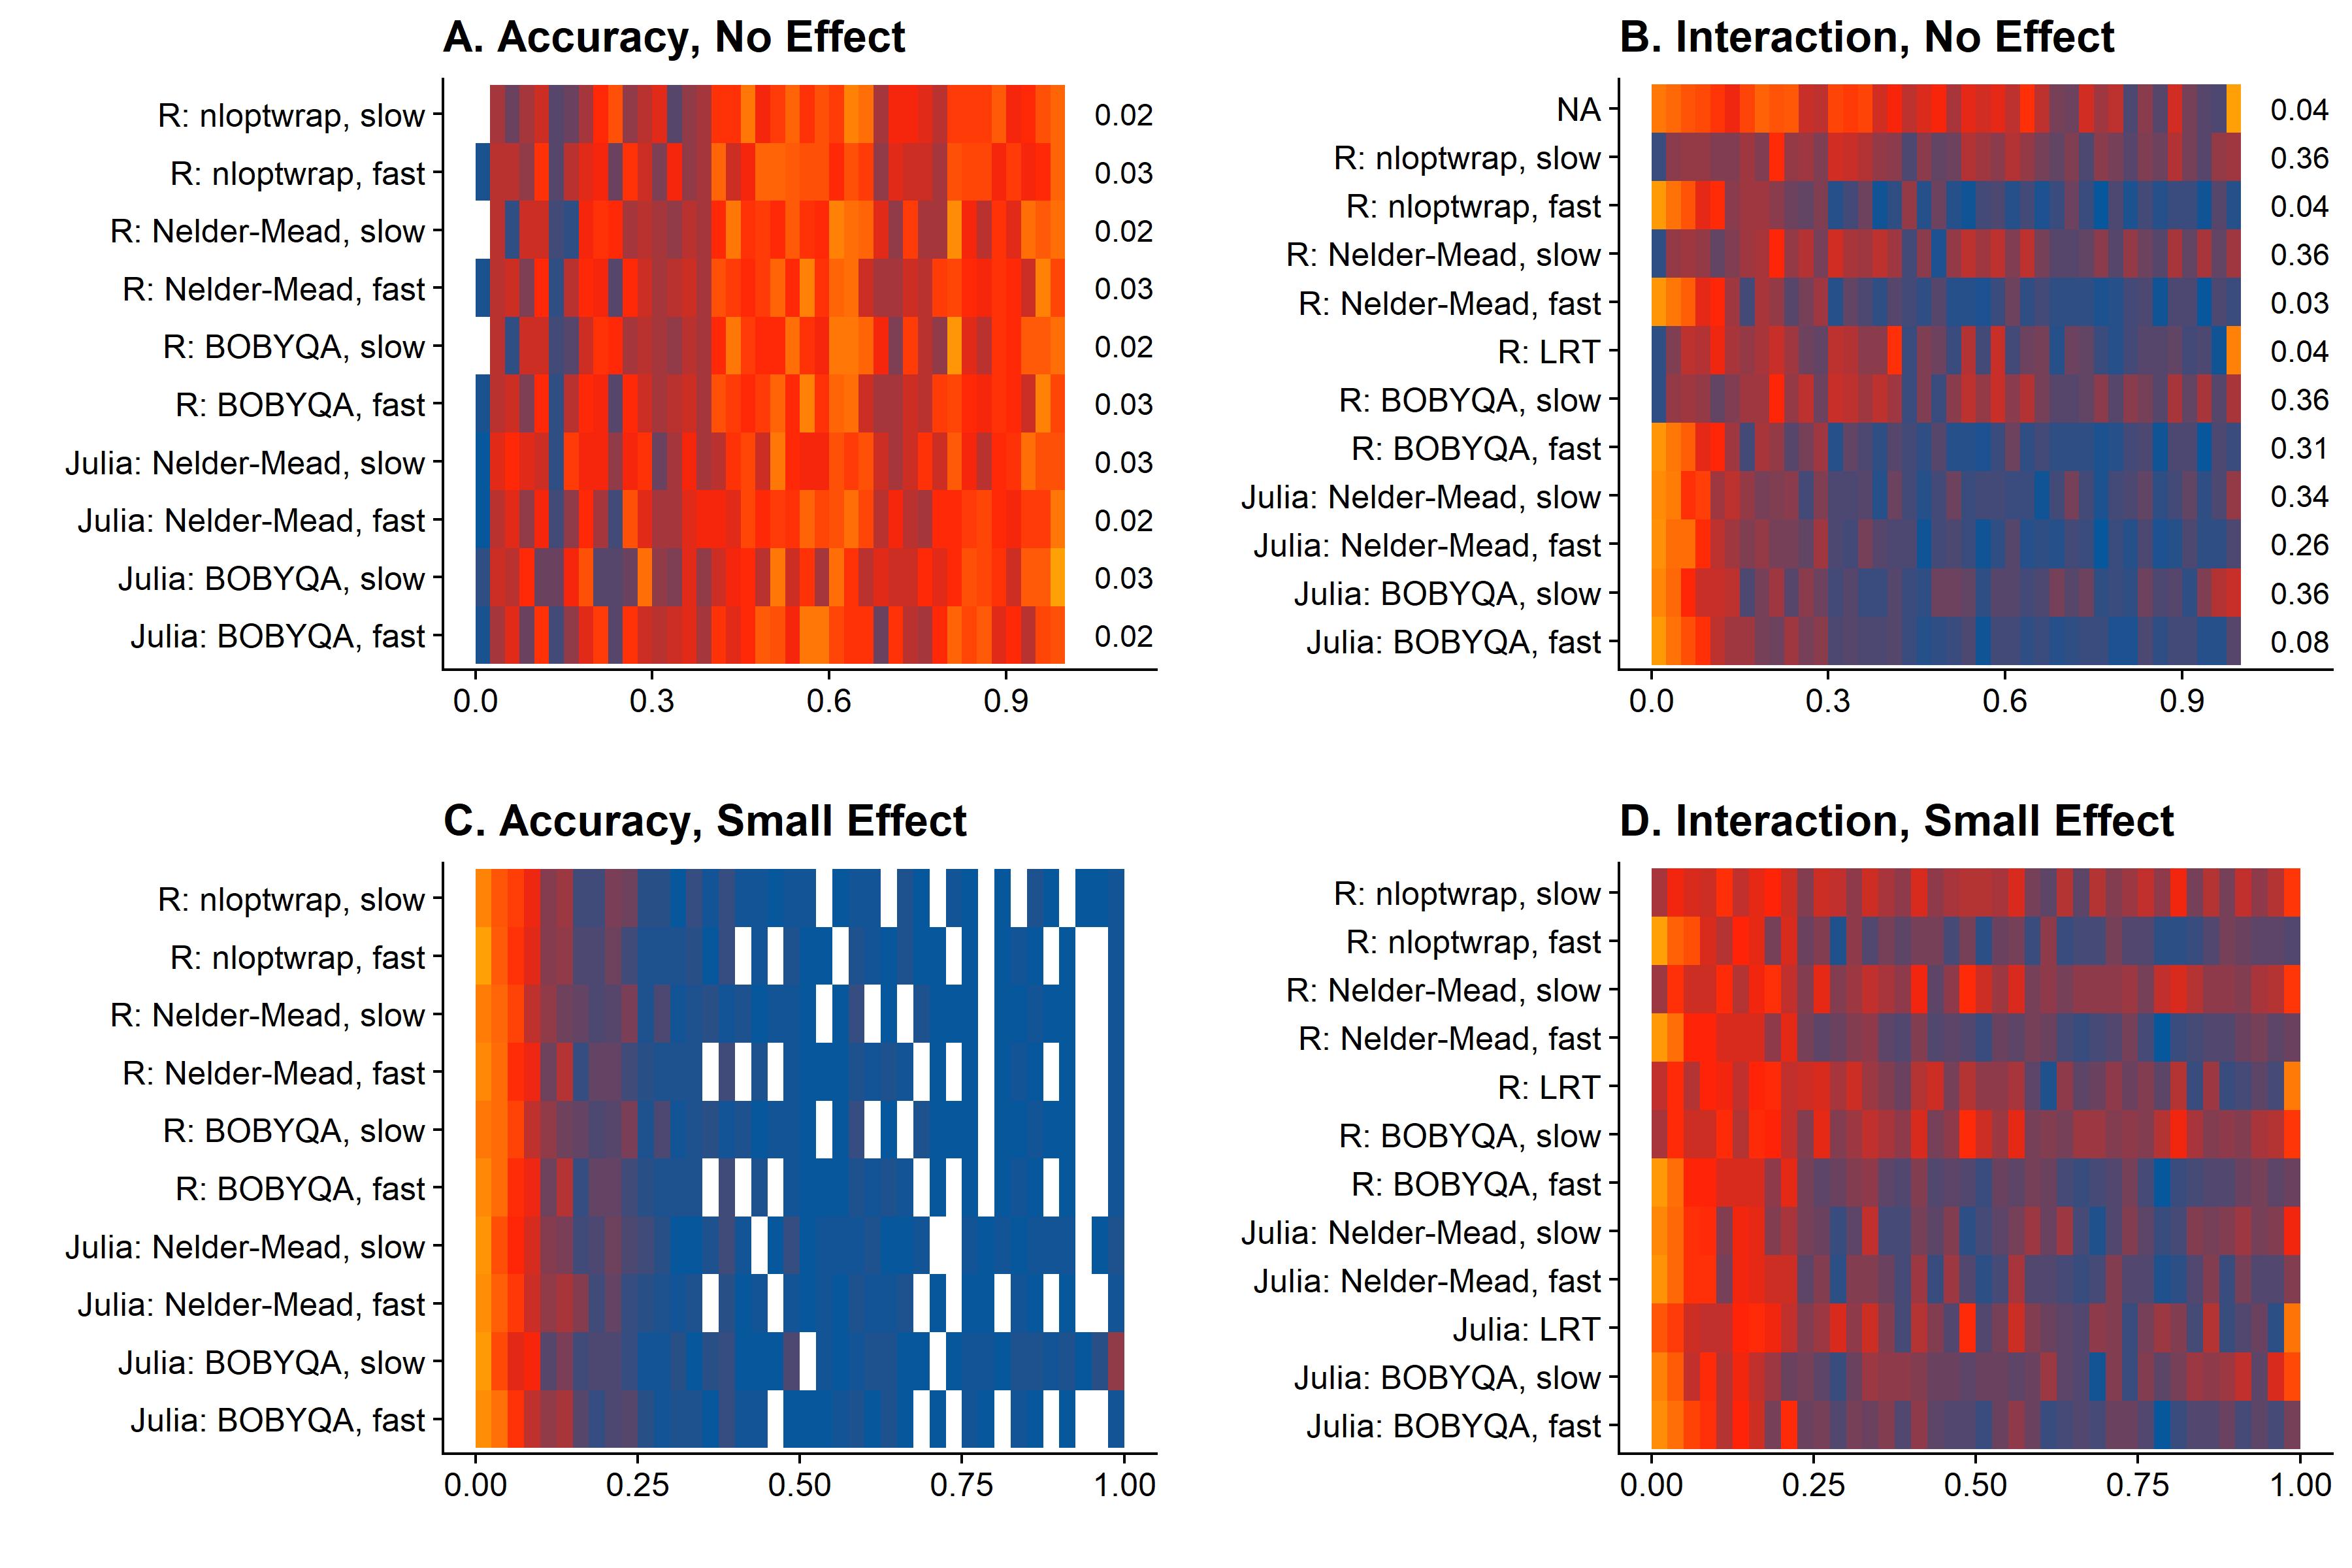 A. Accuracy, No Effect
R: nloptwrap, slow
0.02
R: nloptwrap, fast
0.03
R: Nelder-Mead, slow
0.02
R: Nelder-Mead, fast
0.03
R: BOBYQA, slow
0.02
R: BOBYQA, fast
0.03
Julia: Nelder-Mead, slow
0.03
Julia: Nelder-Mead, fast
0.02
Julia: BOBYQA, slow
0.03
Julia: BOBYQA, fast
0.02
0.0 0.3 0.6 0.9
B. Interaction, No Effect
NA
0.04
R: nloptwrap, slow
0.36
R: nloptwrap, fast
0.04
R: Nelder-Mead, slow
0.36
R: Nelder-Mead, fast
0.03
R: LRT
0.04
R: BOBYQA, slow
0.36
R: BOBYQA, fast
0.31
Julia: Nelder-Mead, slow
0.34
Julia: Nelder-Mead, fast
0.26
Julia: BOBYQA, slow
0.36
Julia: BOBYQA, fast
0.08
0.0 0.3 0.6 0.9
C. Accuracy, Small Effect
R: nloptwrap, slow
R: nloptwrap, fast
R: Nelder-Mead, slow
R: Nelder-Mead, fast
R: BOBYQA, slow
R: BOBYQA, fast
Julia: Nelder-Mead, slow
Julia: Nelder-Mead, fast
Julia: BOBYQA, slow
Julia: BOBYQA, fast
0.00 0.25 0.50 0.75 1.00
D. Interaction, Small Effect
R: nloptwrap, slow
R: nloptwrap, fast
R: Nelder-Mead, slow
R: Nelder-Mead, fast
R: LRT
R: BOBYQA, slow
R: BOBYQA, fast
Julia: Nelder-Mead, slow
Julia: Nelder-Mead, fast
Julia: LRT
Julia: BOBYQA, slow
Julia: BOBYQA, fast
0.00 0.25 0.50 0.75 1.00